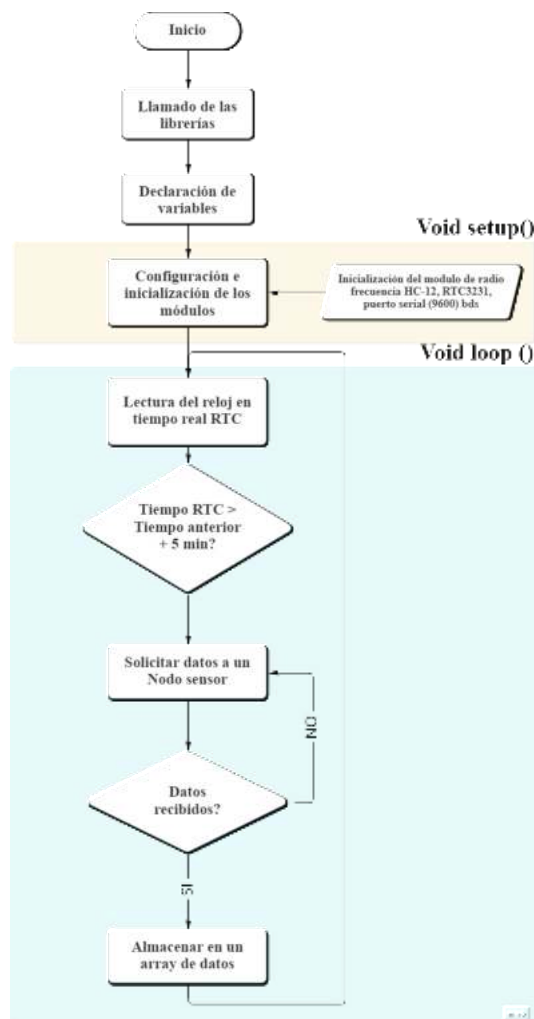 Inicio
Llamado de las
librerías
Declaración de
variables
Void setup()
Configuración e
inicialización de los
módulos
Inicialización del modulo de radio
frecuencia HC-12, RTC3231,
puerto serial (9600) bds
Void loop ()
Lectura del reloj en
tiempo real RTC
Tiempo RTC >
Tiempo anterior
+ 5 min?
Solicitar datos a un
Nodo sensor
NO
Datos
recibidos?
SI
Almacenar en un
array de datos